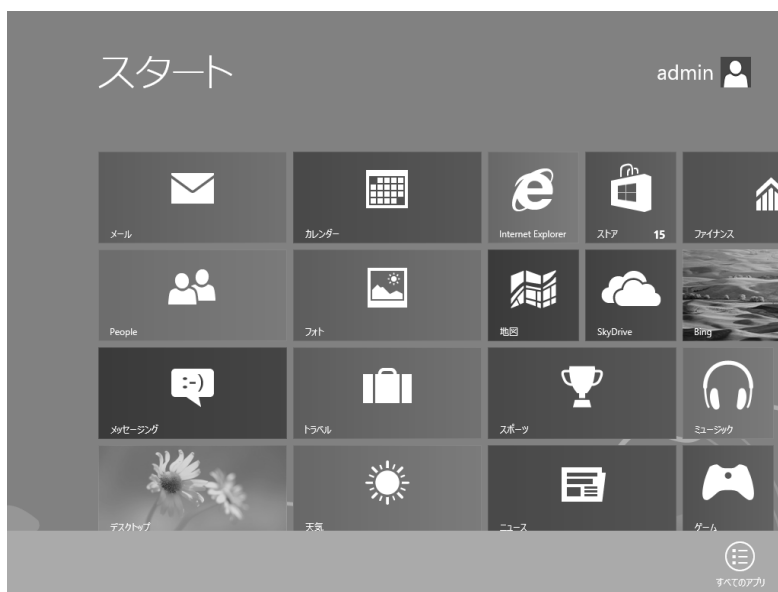 スタート
admin
メール
カレンダー
Internet Explorer
ストア 15
ファイナンス
People
フォト
地図
SkyDrive
Bing
:-)
メッセージング
トラベル
スポーツ
ミュージック
デスクトップ
天気
ニュース
ゲーム
すべてのアプリ